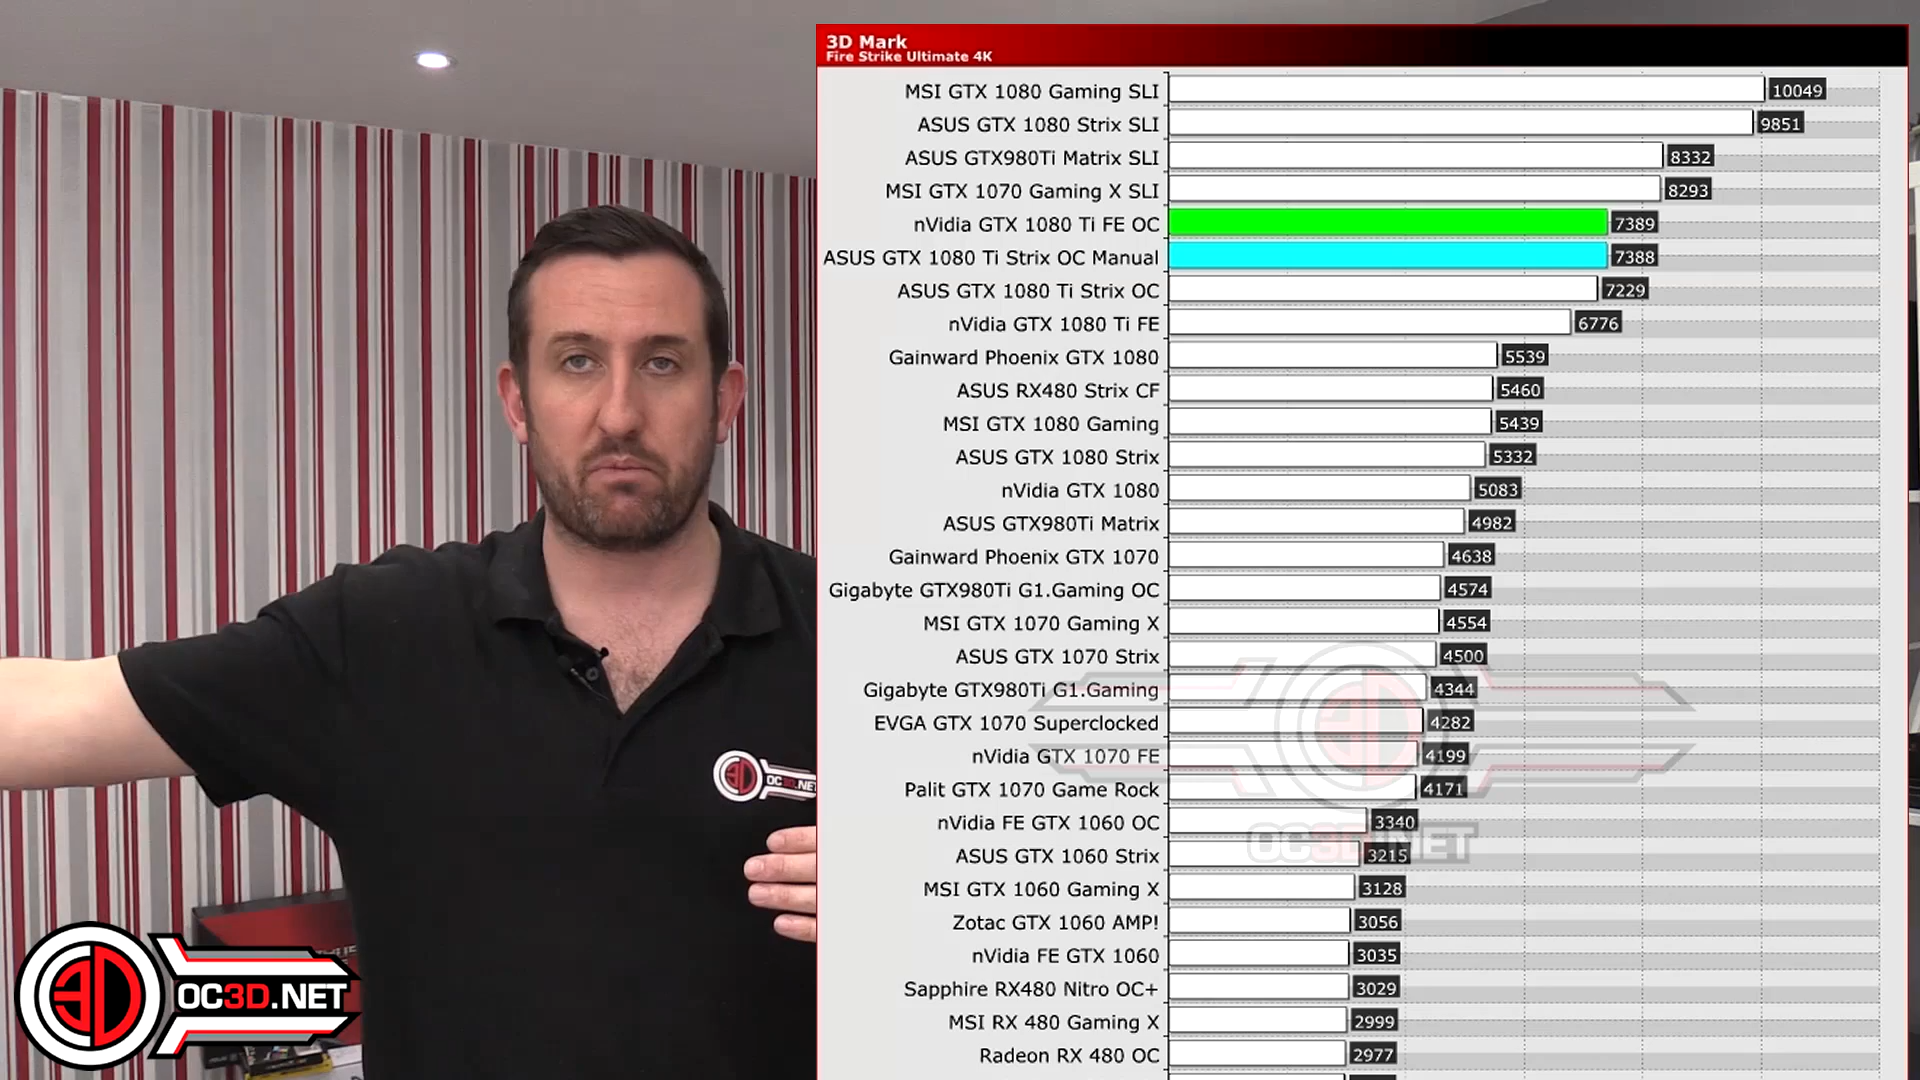 3D Mark
Fire Strike Ultimate 4K
MSI GTX 1080 Gaming SLI 10049
ASUS GTX 1080 Strix SLI 9851
ASUS GTX980Ti Matrix SLI 8332
MSI GTX 1070 Gaming X SLI 8293
nVidia GTX 1080 Ti FE OC 7389
ASUS GTX 1080 Ti Strix OC Manual 7388
ASUS GTX 1080 Ti Strix OC 7229
nVidia GTX 1080 Ti FE 6776
Gainward Phoenix GTX 1080 5539
ASUS RX480 Strix CF 5460
MSI GTX 1080 Gaming 5439
ASUS GTX 1080 Strix 5332
nVidia GTX 1080 5083
ASUS GTX980Ti Matrix 4982
Gainward Phoenix GTX 1070 4638
Gigabyte GTX980Ti G1.Gaming OC 4574
MSI GTX 1070 Gaming X 4554
ASUS GTX 1070 Strix 4500
Gigabyte GTX980Ti G1.Gaming 4344
EVGA GTX 1070 Superclocked 4282
nVidia GTX 1070 FE 4199
Palit GTX 1070 Game Rock 4171
nVidia FE GTX 1060 OC 3340
ASUS GTX 1060 Strix 3215
MSI GTX 1060 Gaming X 3128
Zotac GTX 1060 AMP! 3056
nVidia FE GTX 1060 3035
Sapphire RX480 Nitro OC+ 3029
MSI RX 480 Gaming X 2999
Radeon RX 480 OC 2977
3D
OC3D.NET
3D
OC3D.NET
3D
OC3D.NET